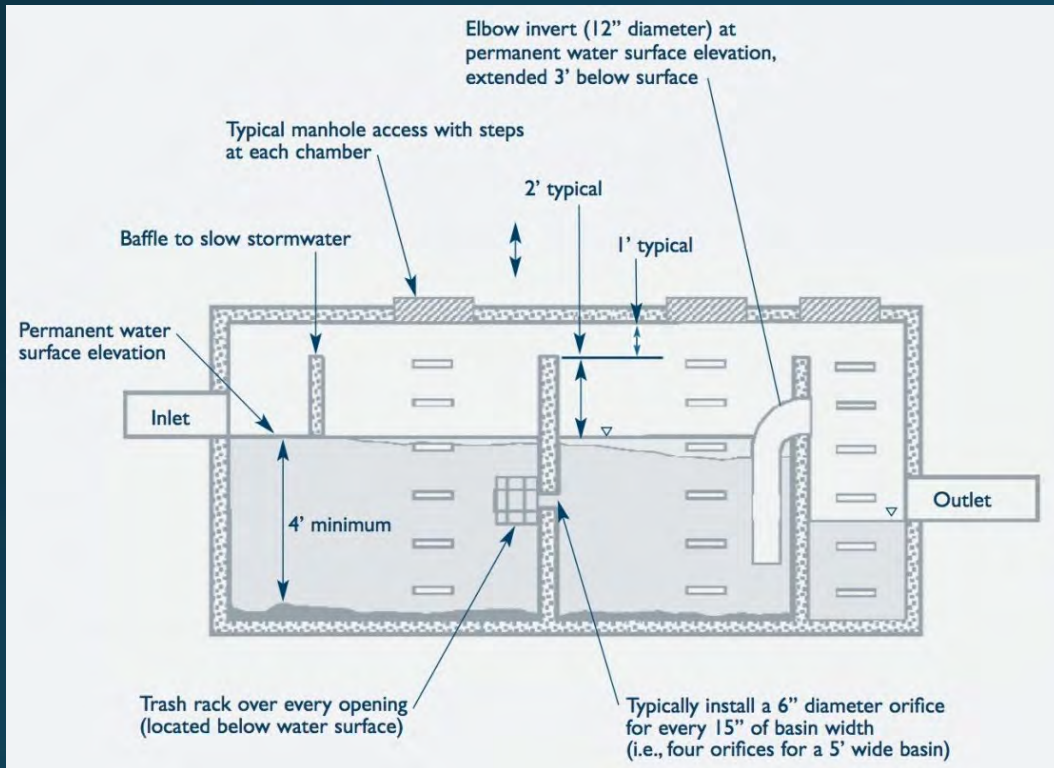 Elbow invert (12” diameter) at
permanent water surface elevation,
extended 3’ below surface
Typical manhole access with steps
at each chamber
2’ typical
1’ typical
Baffle to slow stormwater
Permanent water
surface elevation
Inlet
4’ minimum
Outlet
Trash rack over every opening
(located below water surface)
Typically install a 6” diameter orifice
for every 15” of basin width
(i.e., four orifices for a 5’ wide basin)